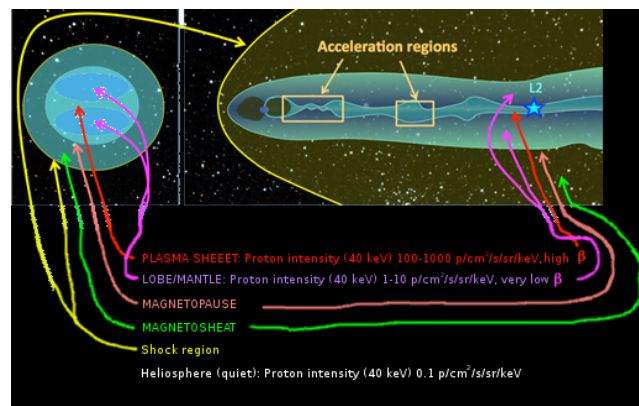 Acceleration regions
L2
PLASMA SHEEET: Proton intensity (40 keV) 100-1000 p/cm²/s/sr/keV, high β
LOBE/MANTLE: Proton intensity (40 keV) 1-10 p/cm²/s/sr/keV, very low β
MAGNETOPAUSE
MAGNETOSHEAT
Shock region
Heliosphere (quiet): Proton intensity (40 keV) 0.1 p/cm²/s/sr/keV